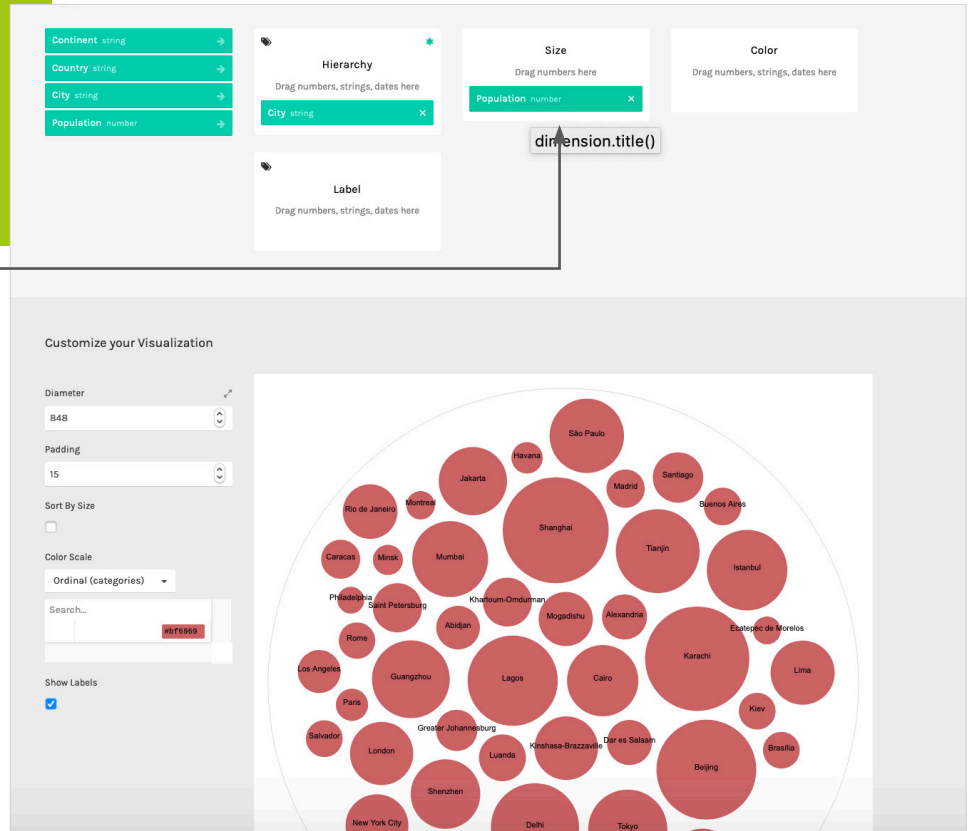 Continent string
Country string
City string
Population number
Hierarchy
Drag numbers, strings, dates here
City string
Label
Drag numbers, strings, dates here
Size
Drag numbers here
Population number
dimension.title()
Color
Drag numbers, strings, dates here
Customize your Visualization
Diameter
848
Padding
15
Sort By Size
Color Scale
Ordinal (categories)
Search...
#bf6969
Show Labels
São Paulo
Havana
Jakarta
Madrid
Santiago
Rio de Janeiro
Montreal
Buenos Aires
Shanghai
Tianjin
Caracas
Minsk
Mumbai
Istanbul
Philadelphia
Saint Petersburg
Khartoum-Omdurman
Abidjan
Mogadishu
Alexandria
Ecatepec de Morelos
Rome
Karachi
Los Angeles
Guangzhou
Lagos
Cairo
Lima
Paris
Kiev
Salvador
Greater Johannesburg
London
Luanda
Kinshasa-Brazzaville
Dar es Salaam
Brasília
Beijing
Shenzhen
New York City
Delhi
Tokyo